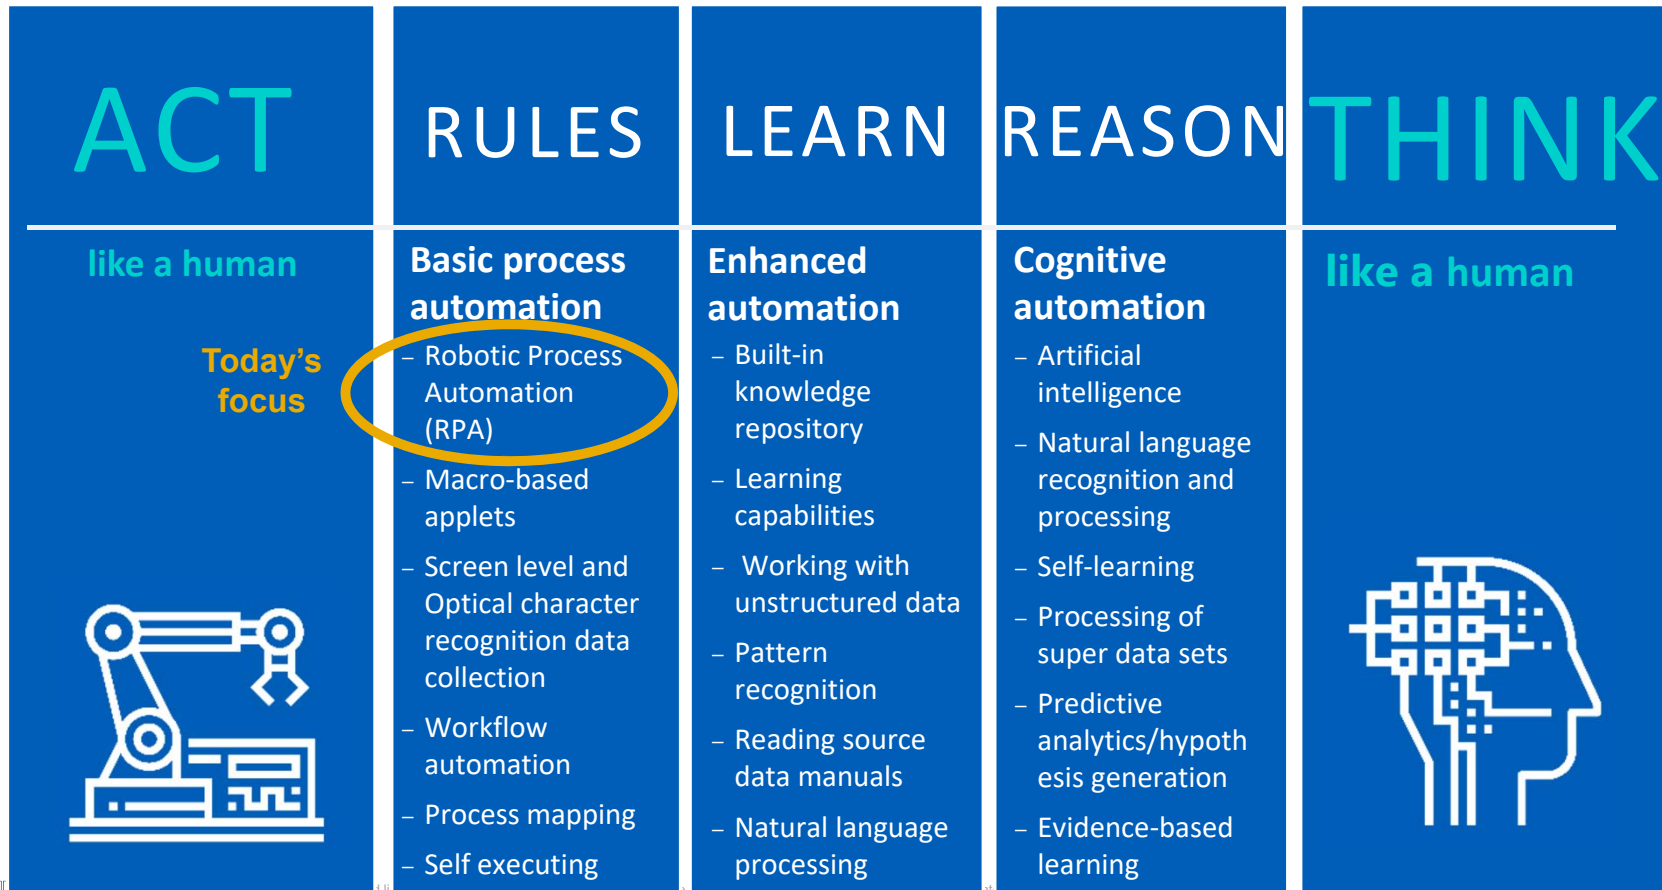 ACT
like a human
Today’s
focus
RULES
Basic process
automation
– Robotic Process
Automation
(RPA)
– Macro-based
applets
– Screen level and
Optical character
recognition data
collection
– Workflow
automation
– Process mapping
– Self executing
LEARN
Enhanced
automation
– Built-in
knowledge
repository
– Learning
capabilities
– Working with
unstructured data
– Pattern
recognition
– Reading source
data manuals
– Natural language
processing
REASON
Cognitive
automation
– Artificial
intelligence
– Natural language
recognition and
processing
– Self-learning
– Processing of
super data sets
– Predictive
analytics/hypoth
esis generation
– Evidence-based
learning
THINK
like a human